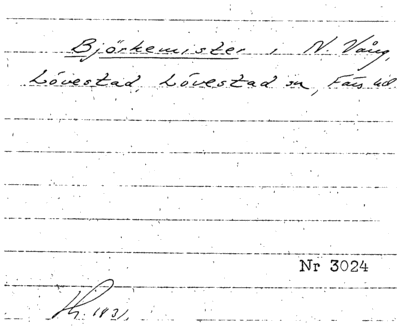 Björkemister, N. Vång,
Lövestad, Lövestad sn, Färs hd
Nr 3024